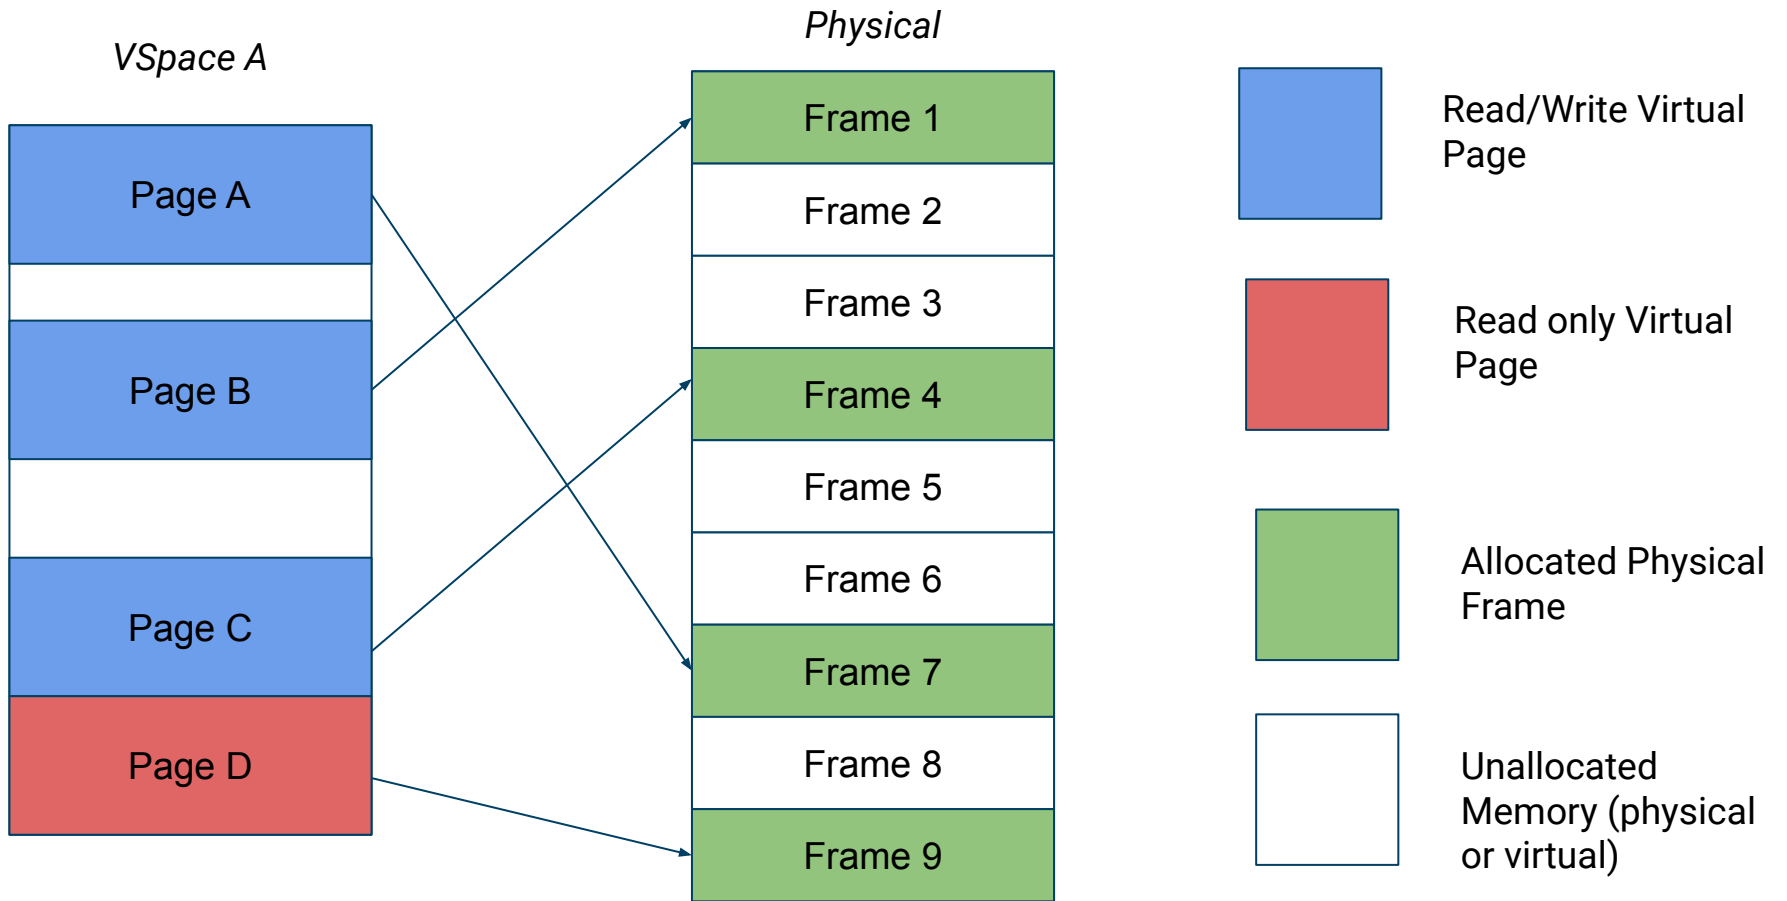 VSpace A
Page A
Page B
Page C
Page D
Physical
Frame 1
Frame 2
Frame 3
Frame 4
Frame 5
Frame 6
Frame 7
Frame 8
Frame 9
Read/Write Virtual
Page
Read only Virtual
Page
Allocated Physical
Frame
Unallocated
Memory (physical
or virtual)